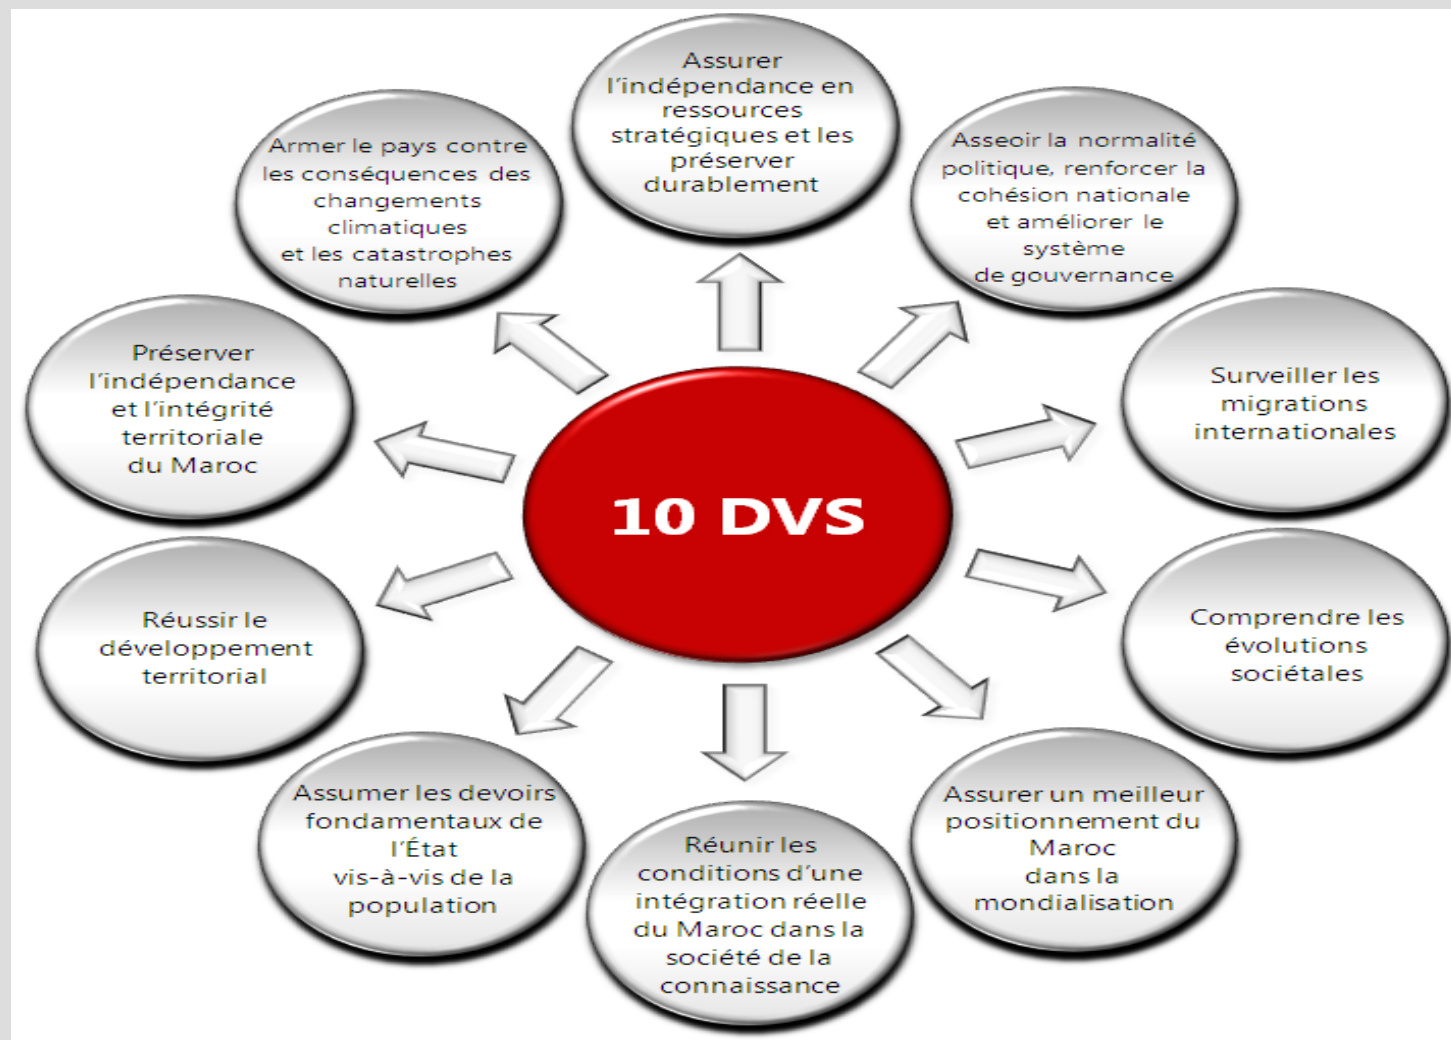 Assurer
l'indépendance en
ressources
stratégiques et les
préserver
durablement
Armer le pays contre
les conséquences des
changements
climatiques
et les catastrophes
naturelles
Asseoir la normalité
politique, renforcer la
cohésion nationale
et améliorer le
système
de gouvernance
Préserver
l'indépendance
et l'intégrité
territoriale
du Maroc
Surveiller les
migrations
internationales
10 DVS
Réussir le
développement
territorial
Comprendre les
évolutions
sociétales
Assumer les devoirs
fondamentaux de
l'État
vis-à-vis de la
population
Réunir les
conditions d'une
intégration réelle
du Maroc dans la
société de la
connaissance
Assurer un meilleur
positionnement du
Maroc
dans la
mondialisation